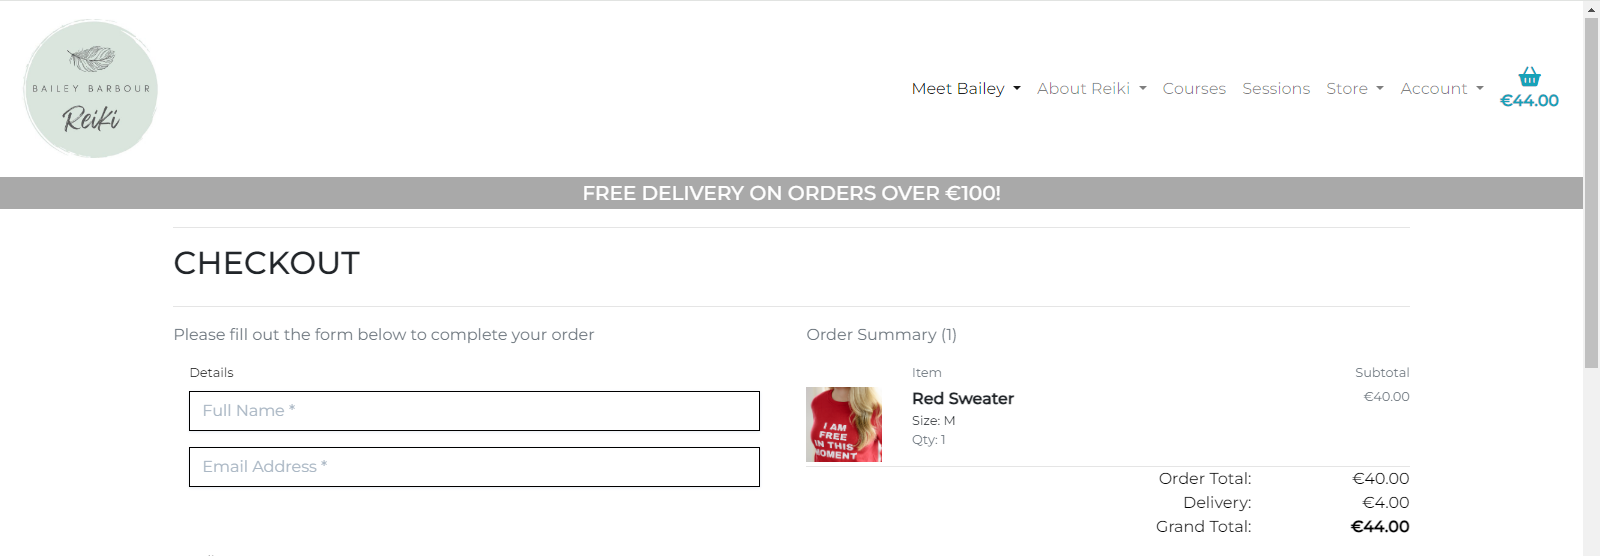 BAILEY BARBOUR
Reiki
Meet Bailey
About Reiki
Courses
Sessions
Store
Account
€44.00
FREE DELIVERY ON ORDERS OVER €100!
CHECKOUT
Please fill out the form below to complete your order
Details
Full Name *
Email Address *
Order Summary (1)
Item Subtotal
Red Sweater €40.00
Size: M
Qty: 1
I AM
FREE
IN THIS
MOMENT
Order Total: €40.00
Delivery: €4.00
Grand Total: €44.00